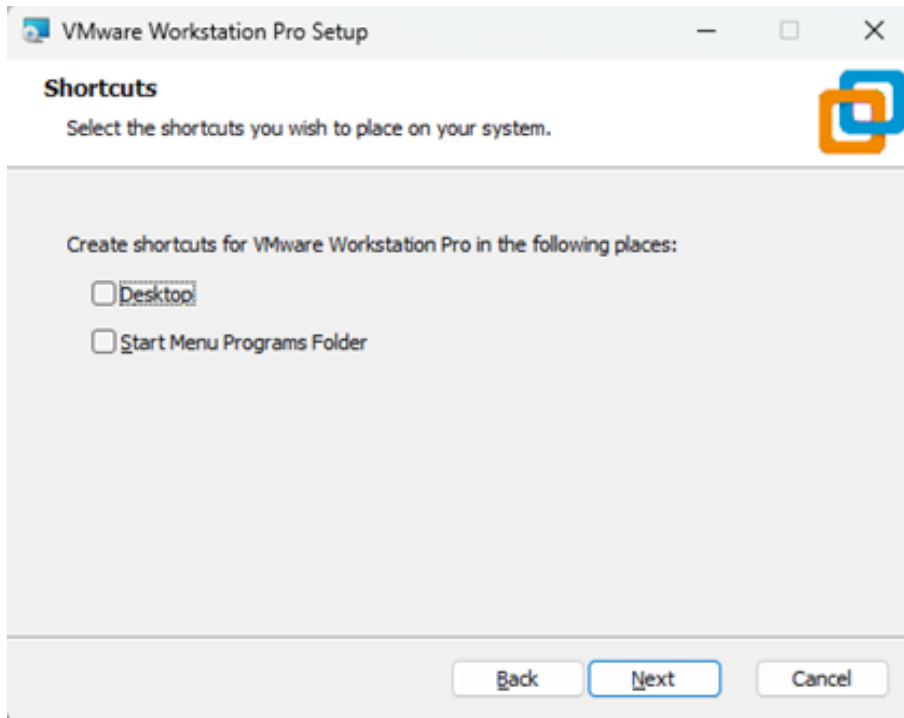 VMware Workstation Pro Setup
Shortcuts
Select the shortcuts you wish to place on your system.
Create shortcuts for VMware Workstation Pro in the following places:
Desktop
Start Menu Programs Folder
Back Next Cancel